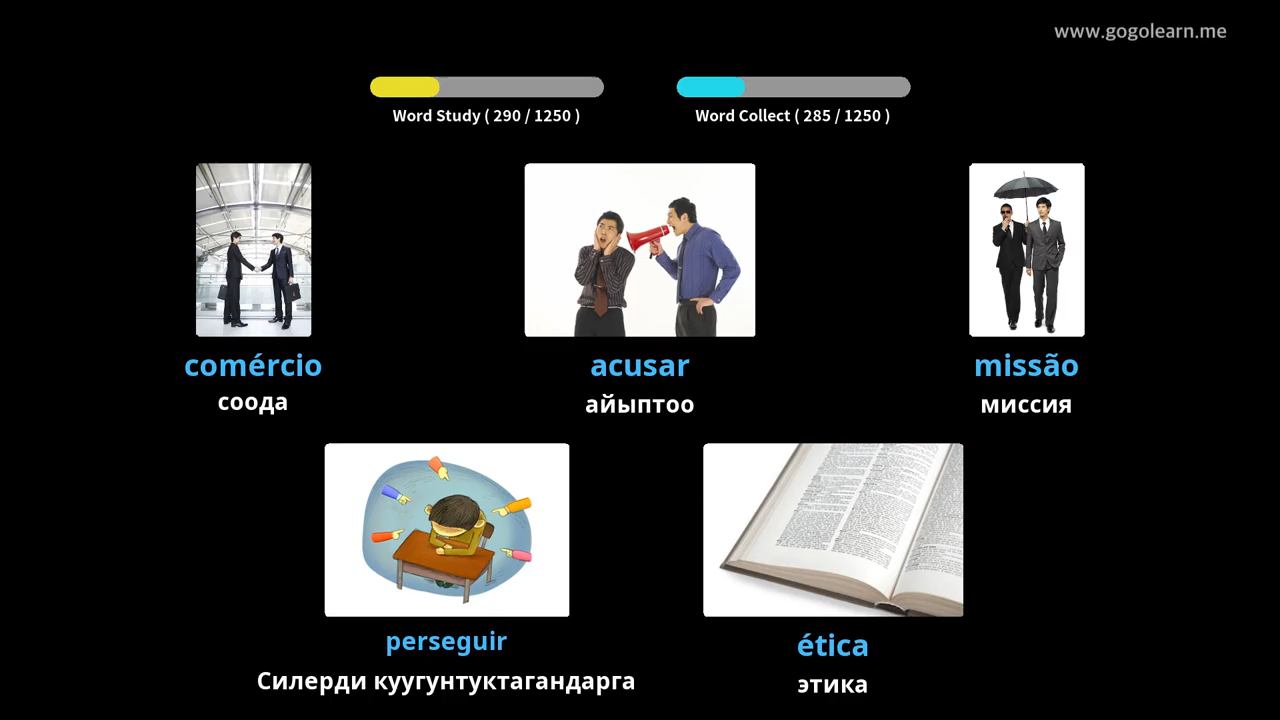 www.gogolearn.me
Word Study ( 290 / 1250 )
Word Collect ( 285 / 1250 )
comércio
соода
acusar
айыптоо
missão
миссия
perseguir
Силерди куугунтуктагандарга
ética
этика